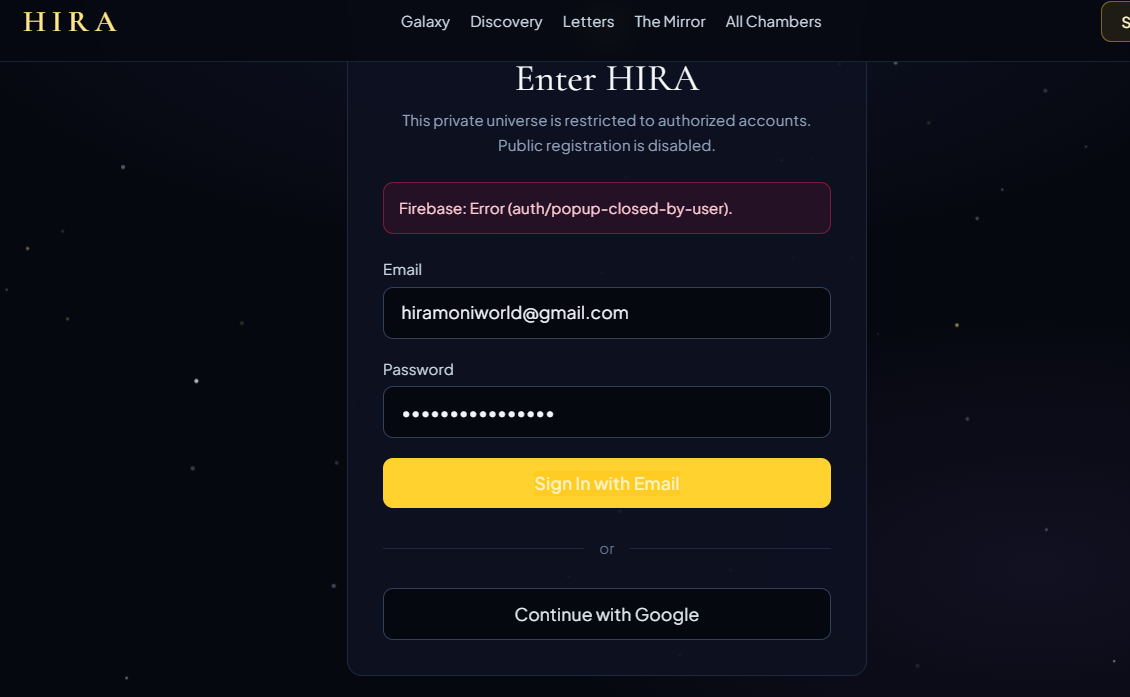 HIRA
Galaxy Discovery Letters The Mirror All Chambers
Enter HIRA
This private universe is restricted to authorized accounts.
Public registration is disabled.
Firebase: Error (auth/popup-closed-by-user).
Email
hiramoniworld@gmail.com
Password
••••••••••••••••
Sign In with Email
or
Continue with Google